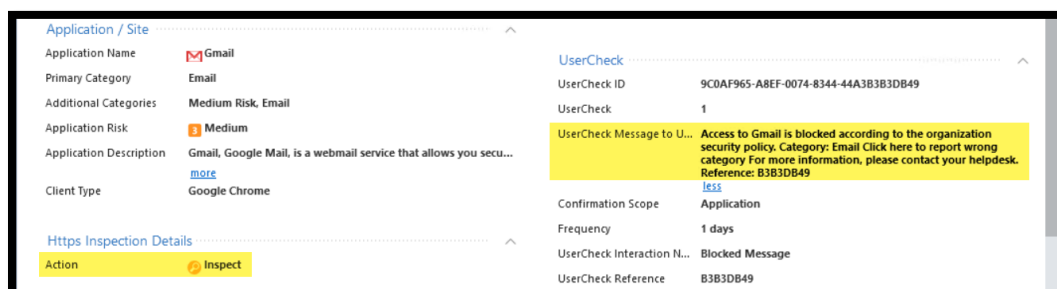 Application / Site
Application Name Gmail
Primary Category Email
Additional Categories Medium Risk, Email
Application Risk 3 Medium
Application Description Gmail, Google Mail, is a webmail service that allows you secu...
more
Client Type Google Chrome
Https Inspection Details
Action Inspect
UserCheck
UserCheck ID 9C0AF965-A8EF-0074-8344-44A3B3B3DB49
UserCheck 1
UserCheck Message to U... Access to Gmail is blocked according to the organization
security policy. Category: Email Click here to report wrong
category For more information, please contact your helpdesk.
Reference: B3B3DB49
less
Confirmation Scope Application
Frequency 1 days
UserCheck Interaction N... Blocked Message
UserCheck Reference B3B3DB49